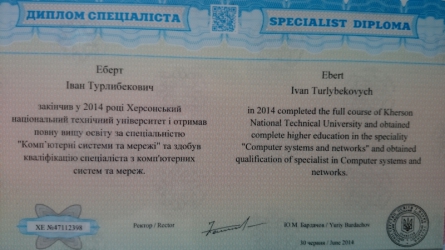 ДИПЛОМ СПЕЦІАЛІСТА
Еберт
Іван Турлибекович
закінчив у 2014 році Херсонський
національний технічний університет і отримав
повну вищу освіту за спеціальністю
"Комп'ютерні системи та мережі" та здобув
кваліфікацію спеціаліста з комп'ютерних
систем та мереж.
SPECIALIST DIPLOMA
Ebert
Ivan Turlybekovych
in 2014 completed the full course of Kherson
National Technical University and obtained
complete higher education in the speciality
"Computer systems and networks" and obtained
qualification of specialist in Computer systems and
networks.
ХЕ №47112398
Ректор / Rector
Ю.М. Бардачов / Yuriy Bardachov
30 червня / June 2014